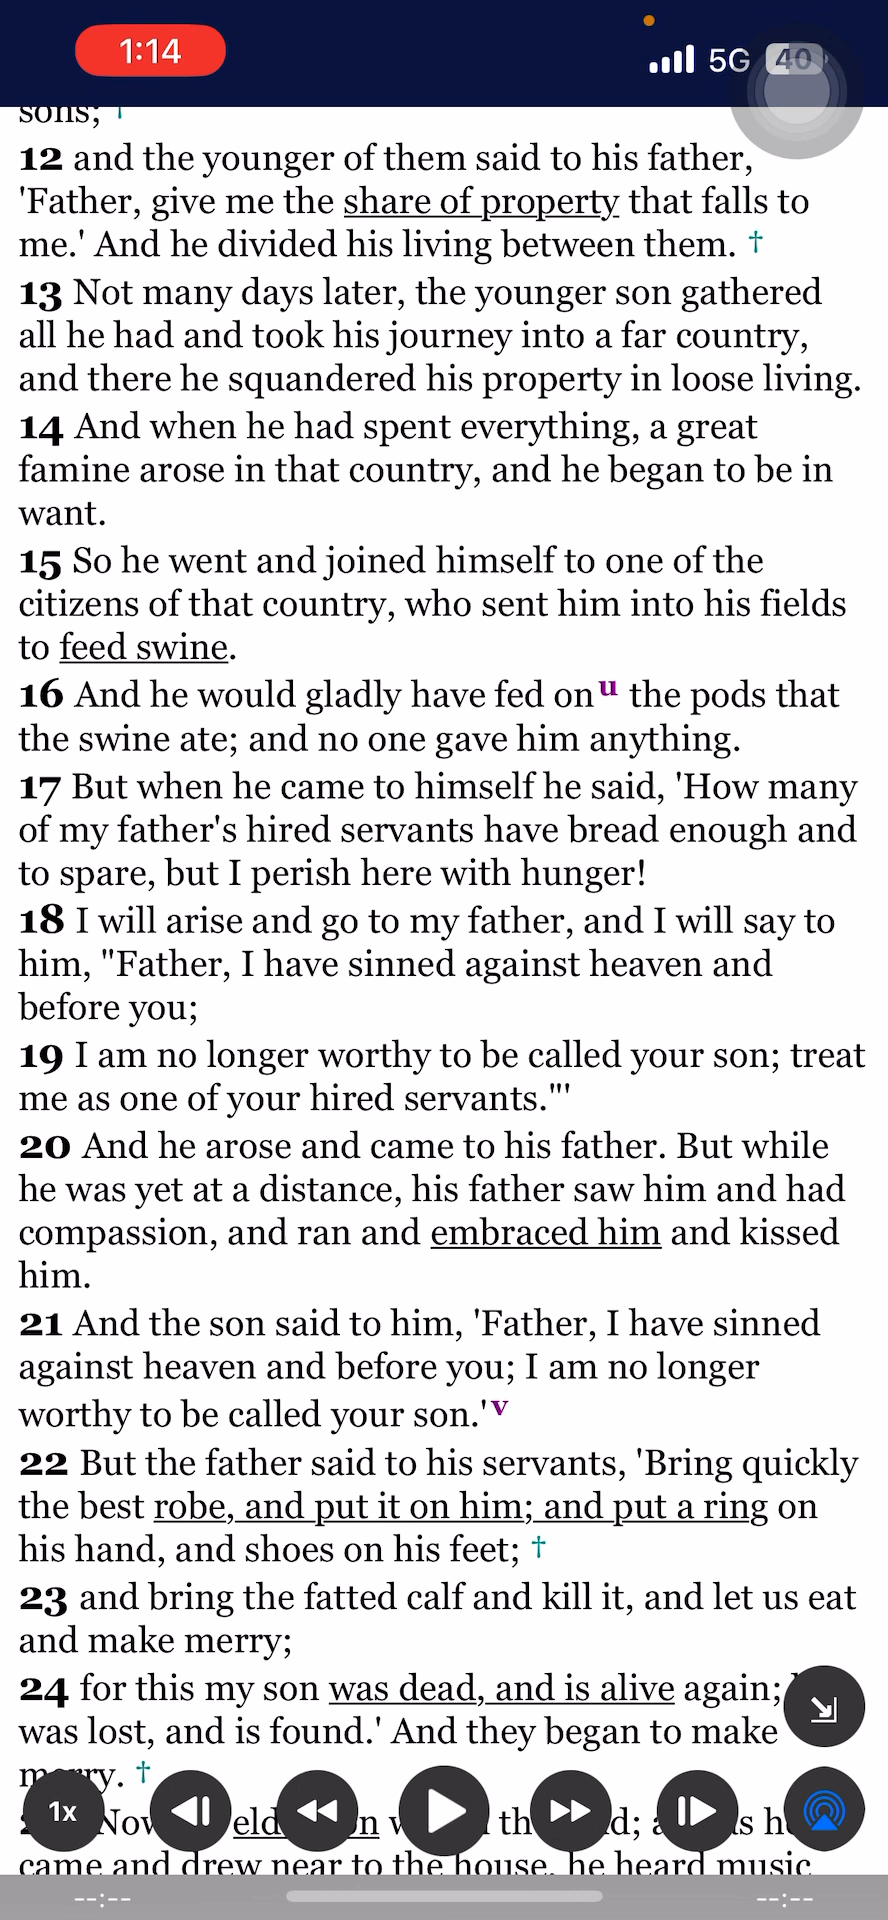 1:14
5G 40
sons; †
12 and the younger of them said to his father,
'Father, give me the share of property that falls to
me.' And he divided his living between them. †
13 Not many days later, the younger son gathered
all he had and took his journey into a far country,
and there he squandered his property in loose living.
14 And when he had spent everything, a great
famine arose in that country, and he began to be in
want.
15 So he went and joined himself to one of the
citizens of that country, who sent him into his fields
to feed swine.
16 And he would gladly have fed on u the pods that
the swine ate; and no one gave him anything.
17 But when he came to himself he said, 'How many
of my father's hired servants have bread enough and
to spare, but I perish here with hunger!
18 I will arise and go to my father, and I will say to
him, "Father, I have sinned against heaven and
before you;
19 I am no longer worthy to be called your son; treat
me as one of your hired servants."'
20 And he arose and came to his father. But while
he was yet at a distance, his father saw him and had
compassion, and ran and embraced him and kissed
him.
21 And the son said to him, 'Father, I have sinned
against heaven and before you; I am no longer
worthy to be called your son.' v
22 But the father said to his servants, 'Bring quickly
the best robe, and put it on him; and put a ring on
his hand, and shoes on his feet; †
23 and bring the fatted calf and kill it, and let us eat
and make merry;
24 for this my son was dead, and is alive again;
was lost, and is found.' And they began to make
merry. †
1x
Now
came and drew near to the house, he heard music
--:-- --:--